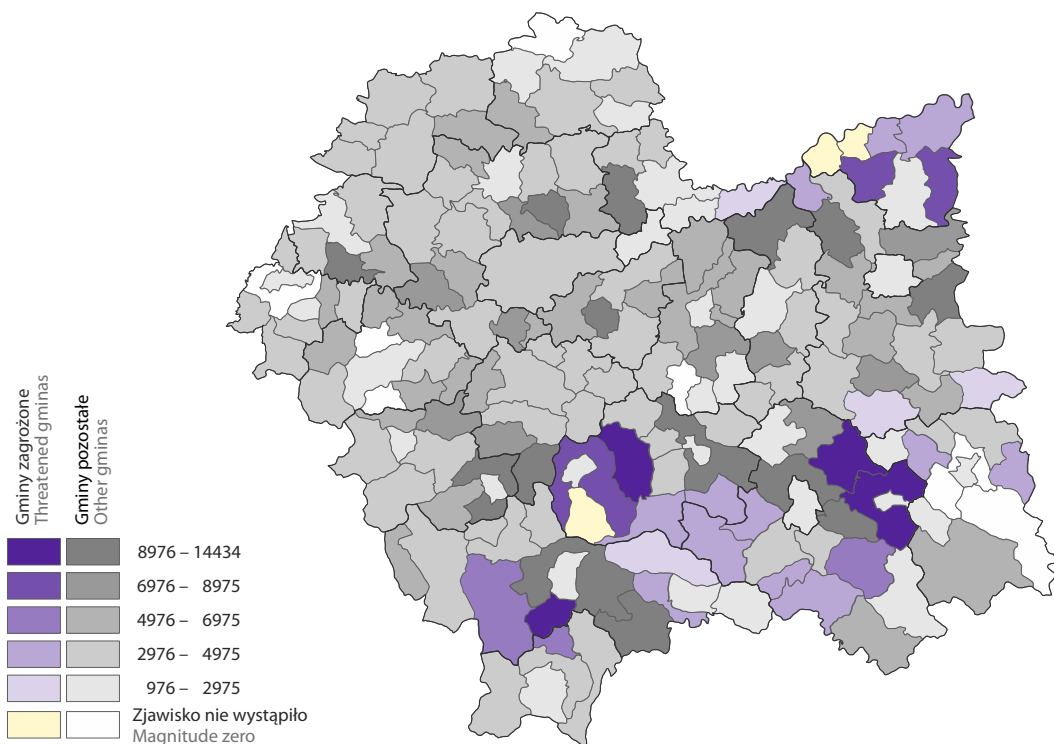 Gminy zagrożone
Threatened gminas
Gminy pozostałe
Other gminas
8976 – 14434
6976 – 8975
4976 – 6975
2976 – 4975
976 – 2975
Zjawisko nie wystąpiło
Magnitude zero